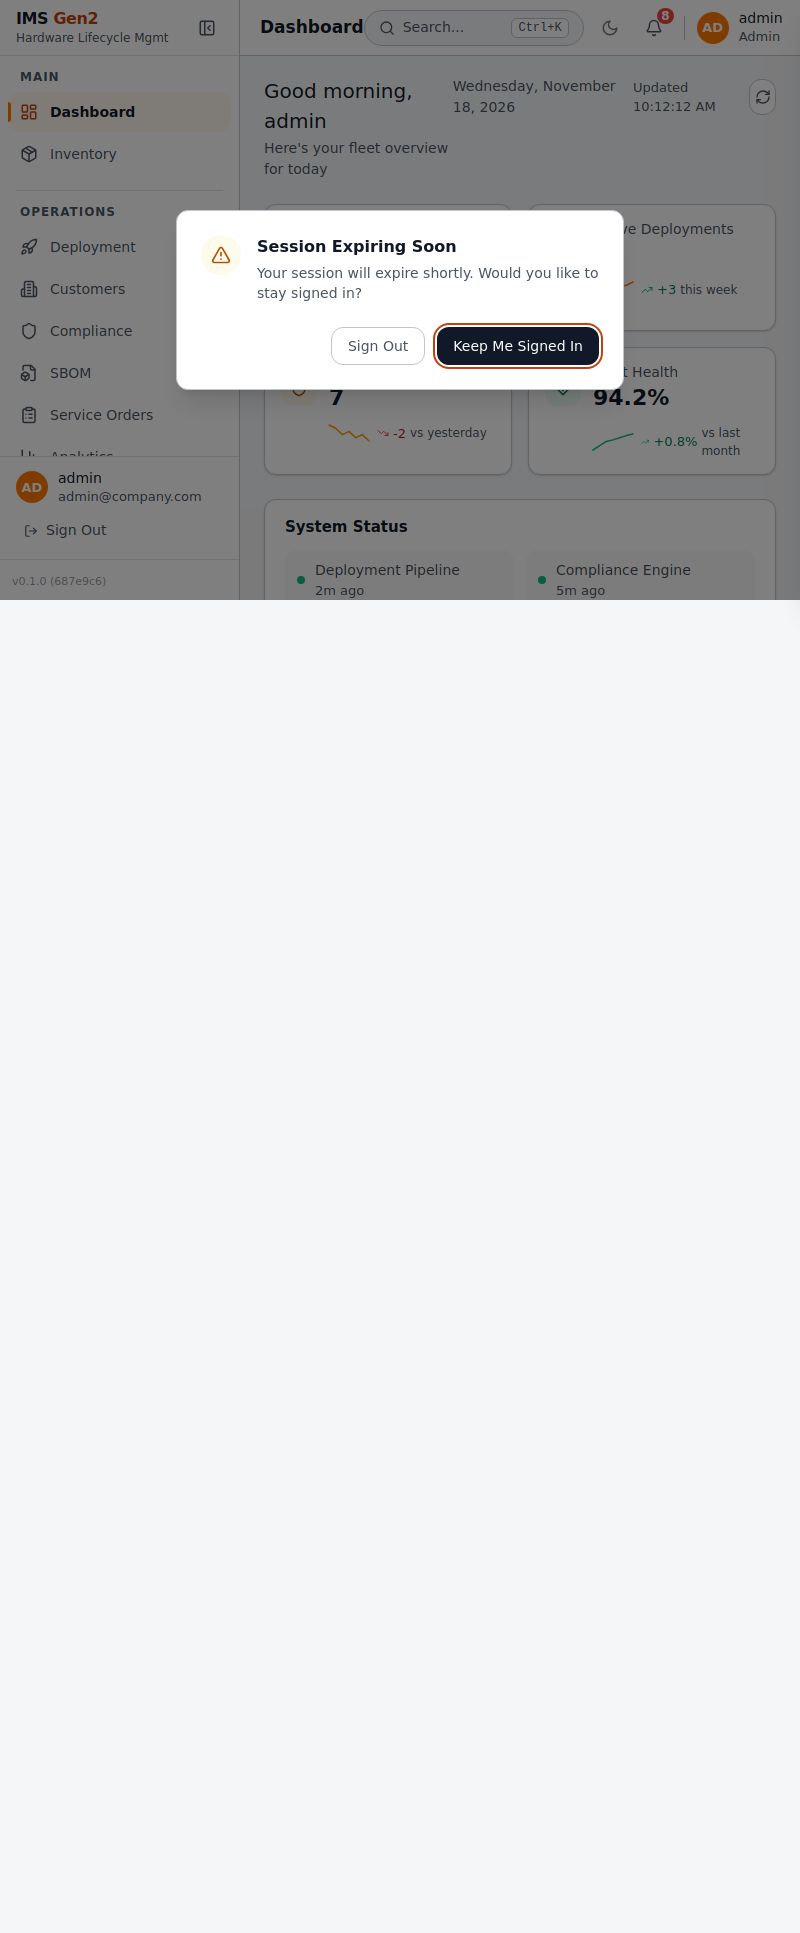 IMS Gen2
Hardware Lifecycle Mgmt
MAIN
Dashboard
Inventory
OPERATIONS
Deployment
Customers
Compliance
SBOM
Service Orders
Analytics
admin
admin@company.com
AD
Sign Out
v0.1.0 (687e9c6)
Dashboard
Search...
Ctrl+K
8
AD
admin
Admin
Good morning,
admin
Here's your fleet overview
for today
Wednesday, November
18, 2026
Updated
10:12:12 AM
Deployments
+3 this week
Session Expiring Soon
Your session will expire shortly. Would you like to
stay signed in?
Sign Out
Keep Me Signed In
7
-2 vs yesterday
Health
94.2%
+0.8%
vs last
month
System Status
Deployment Pipeline
2m ago
Compliance Engine
5m ago